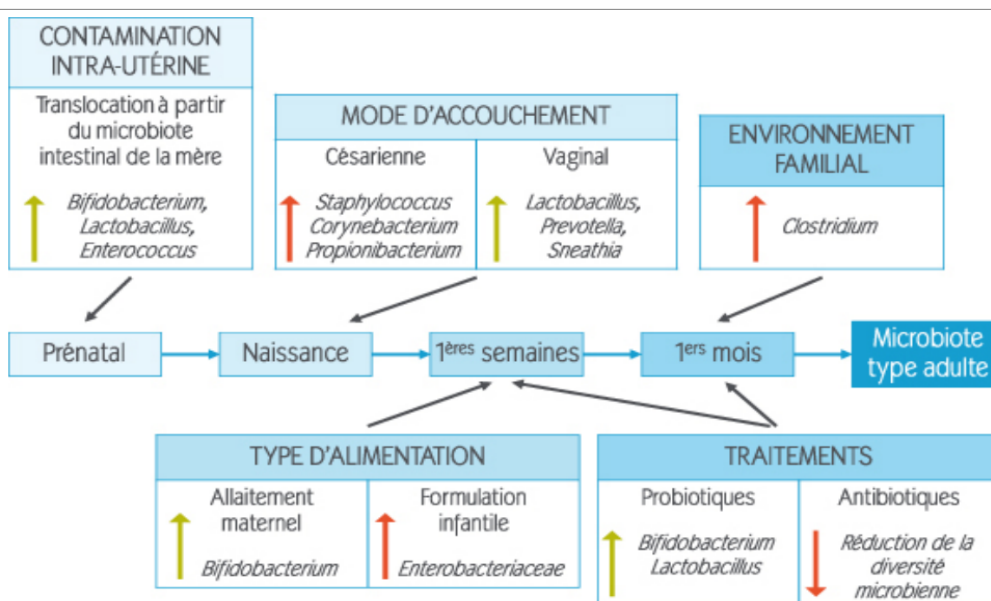 CONTAMINATION
INTRA-UTÉRINE
Translocation à partir
du microbiote
intestinal de la mère
Bifidobacterium,
Lactobacillus,
Enterococcus
MODE D'ACCOUCHEMENT
Césarienne
Staphylococcus
Corynebacterium
Propionibacterium
Vaginal
Lactobacillus,
Prevotella,
Sneathia
ENVIRONNEMENT
FAMILIAL
Clostridium
Prénatal
Naissance
1ères semaines
1ers mois
Microbiote
type adulte
TYPE D'ALIMENTATION
Allaitement
maternel
Bifidobacterium
Formulation
infantile
Enterobacteriaceae
TRAITEMENTS
Probiotiques
Bifidobacterium
Lactobacillus
Antibiotiques
Réduction de la
diversité
microbienne